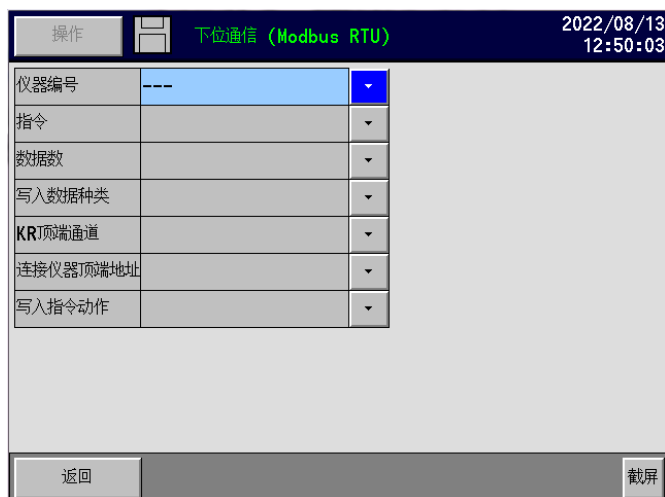 操作
下位通信 (Modbus RTU)
2022/08/13
12:50:03
仪器编号
---
指令
数据数
写入数据种类
KR顶端通道
连接仪器顶端地址
写入指令动作
返回
截屏